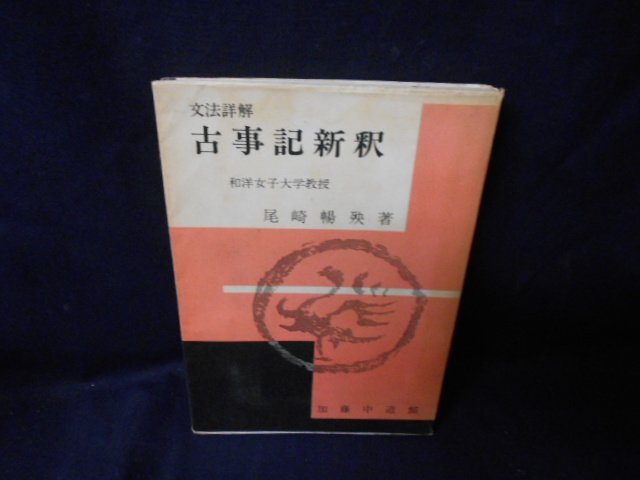 文法詳解
古事記新釈
和洋女子大学教授
尾崎暢殃著
加藤中道館